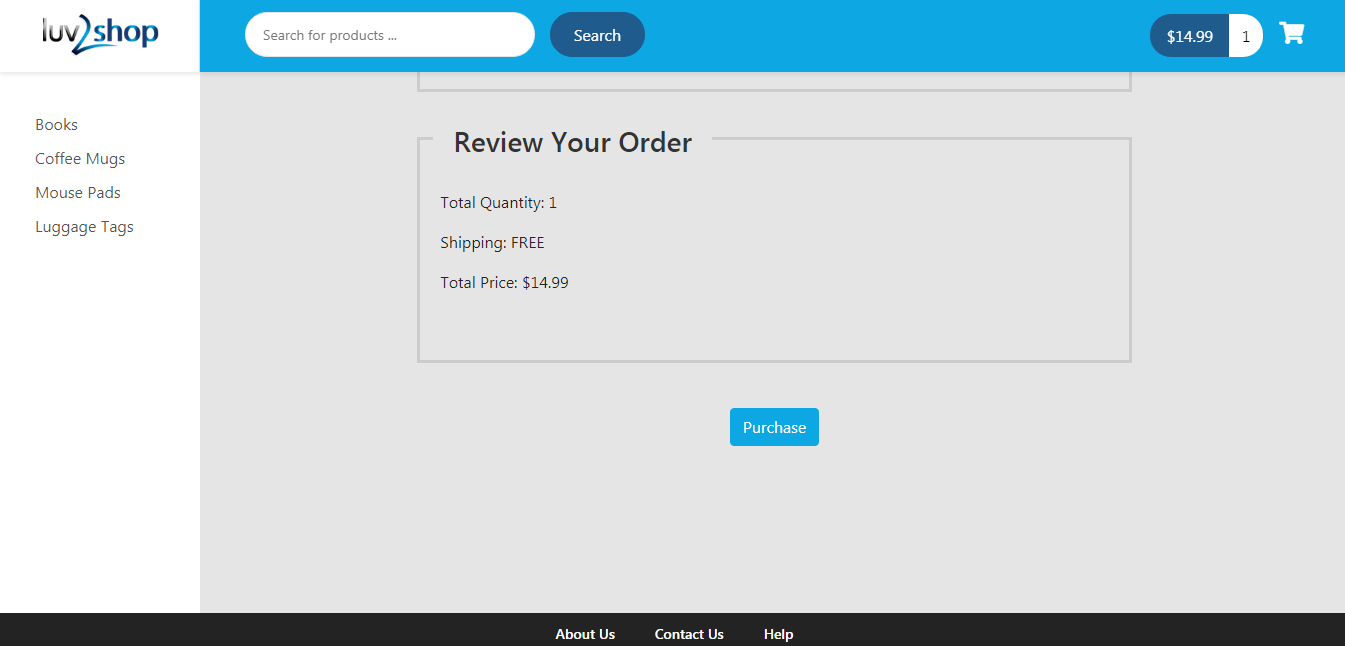 luv2shop
Search for products ...
Search
$14.99 1
Books
Coffee Mugs
Mouse Pads
Luggage Tags
Review Your Order
Total Quantity: 1
Shipping: FREE
Total Price: $14.99
Purchase
About Us Contact Us Help